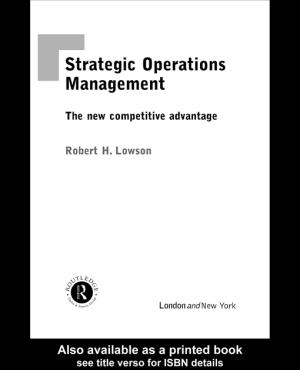 Strategic Operations
Management
The new competitive advantage
Robert H. Lowson
ROUTLEDGE
R
London and New York
Also available as a printed book
see title verso for ISBN details